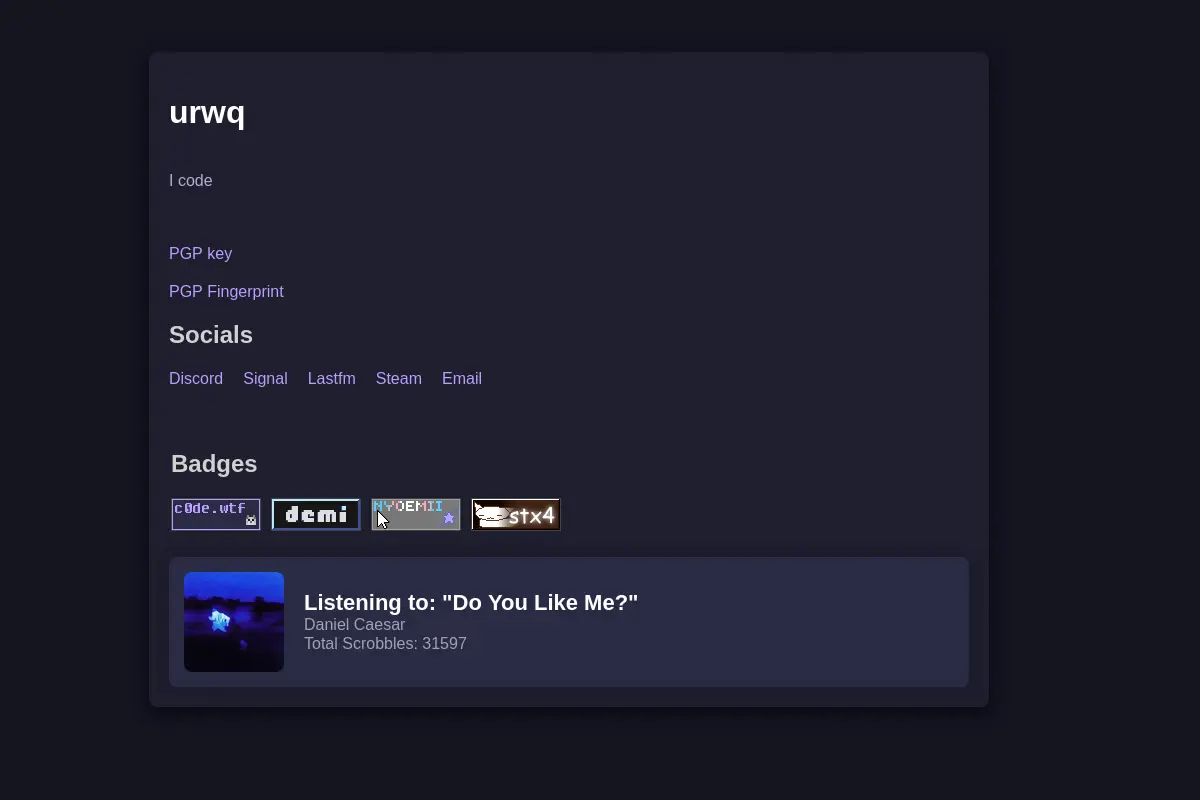 urwq
I code
PGP key
PGP Fingerprint
Socials
Discord Signal Lastfm Steam Email
Badges
c0de.wtf demi NYOEMII stx4
Listening to: "Do You Like Me?"
Daniel Caesar
Total Scrobbles: 31597